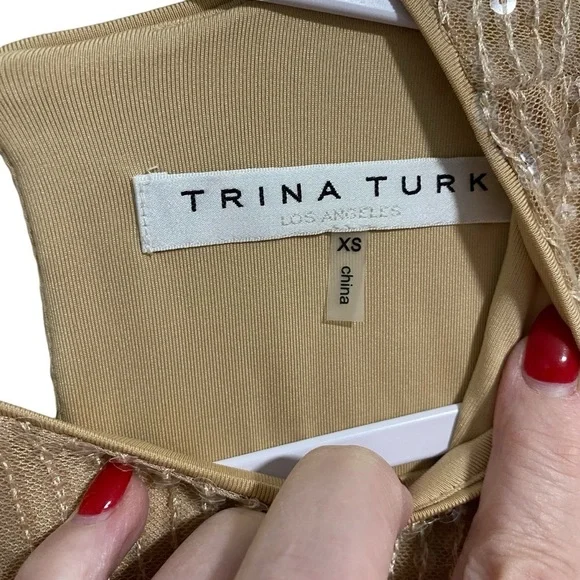 TRINA TURK
LOS ANGELES
XS
china